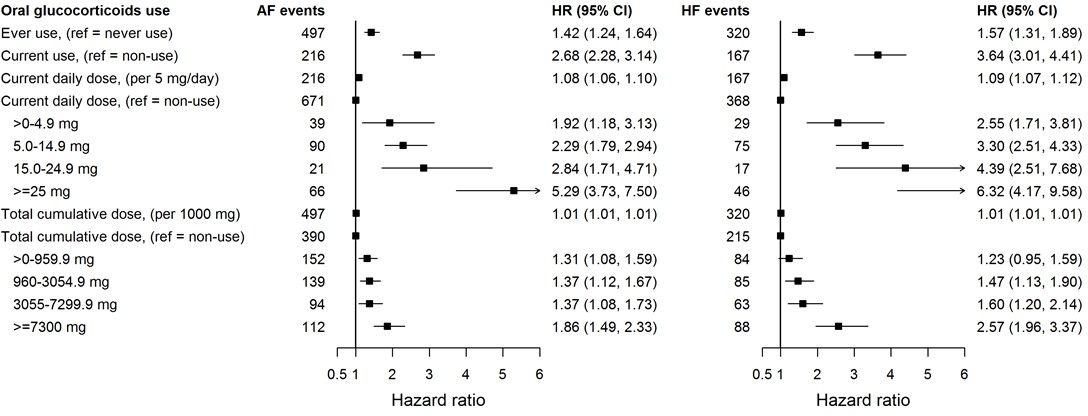 Oral glucocorticoids use AF events HR (95% CI) HF events HR (95% CI)
Ever use, (ref = never use) 497 1.42 (1.24, 1.64) 320 1.57 (1.31, 1.89)
Current use, (ref = non-use) 216 2.68 (2.28, 3.14) 167 3.64 (3.01, 4.41)
Current daily dose, (per 5 mg/day) 216 1.08 (1.06, 1.10) 167 1.09 (1.07, 1.12)
Current daily dose, (ref = non-use) 671 368
>0-4.9 mg 39 1.92 (1.18, 3.13) 29 2.55 (1.71, 3.81)
5.0-14.9 mg 90 2.29 (1.79, 2.94) 75 3.30 (2.51, 4.33)
15.0-24.9 mg 21 2.84 (1.71, 4.71) 17 4.39 (2.51, 7.68)
>=25 mg 66 5.29 (3.73, 7.50) 46 6.32 (4.17, 9.58)
Total cumulative dose, (per 1000 mg) 497 1.01 (1.01, 1.01) 320 1.01 (1.01, 1.01)
Total cumulative dose, (ref = non-use) 390 215
>0-959.9 mg 152 1.31 (1.08, 1.59) 84 1.23 (0.95, 1.59)
960-3054.9 mg 139 1.37 (1.12, 1.67) 85 1.47 (1.13, 1.90)
3055-7299.9 mg 94 1.37 (1.08, 1.73) 63 1.60 (1.20, 2.14)
>=7300 mg 112 1.86 (1.49, 2.33) 88 2.57 (1.96, 3.37)
0.5 1 2 3 4 5 6 0.5 1 2 3 4 5 6
Hazard ratio Hazard ratio